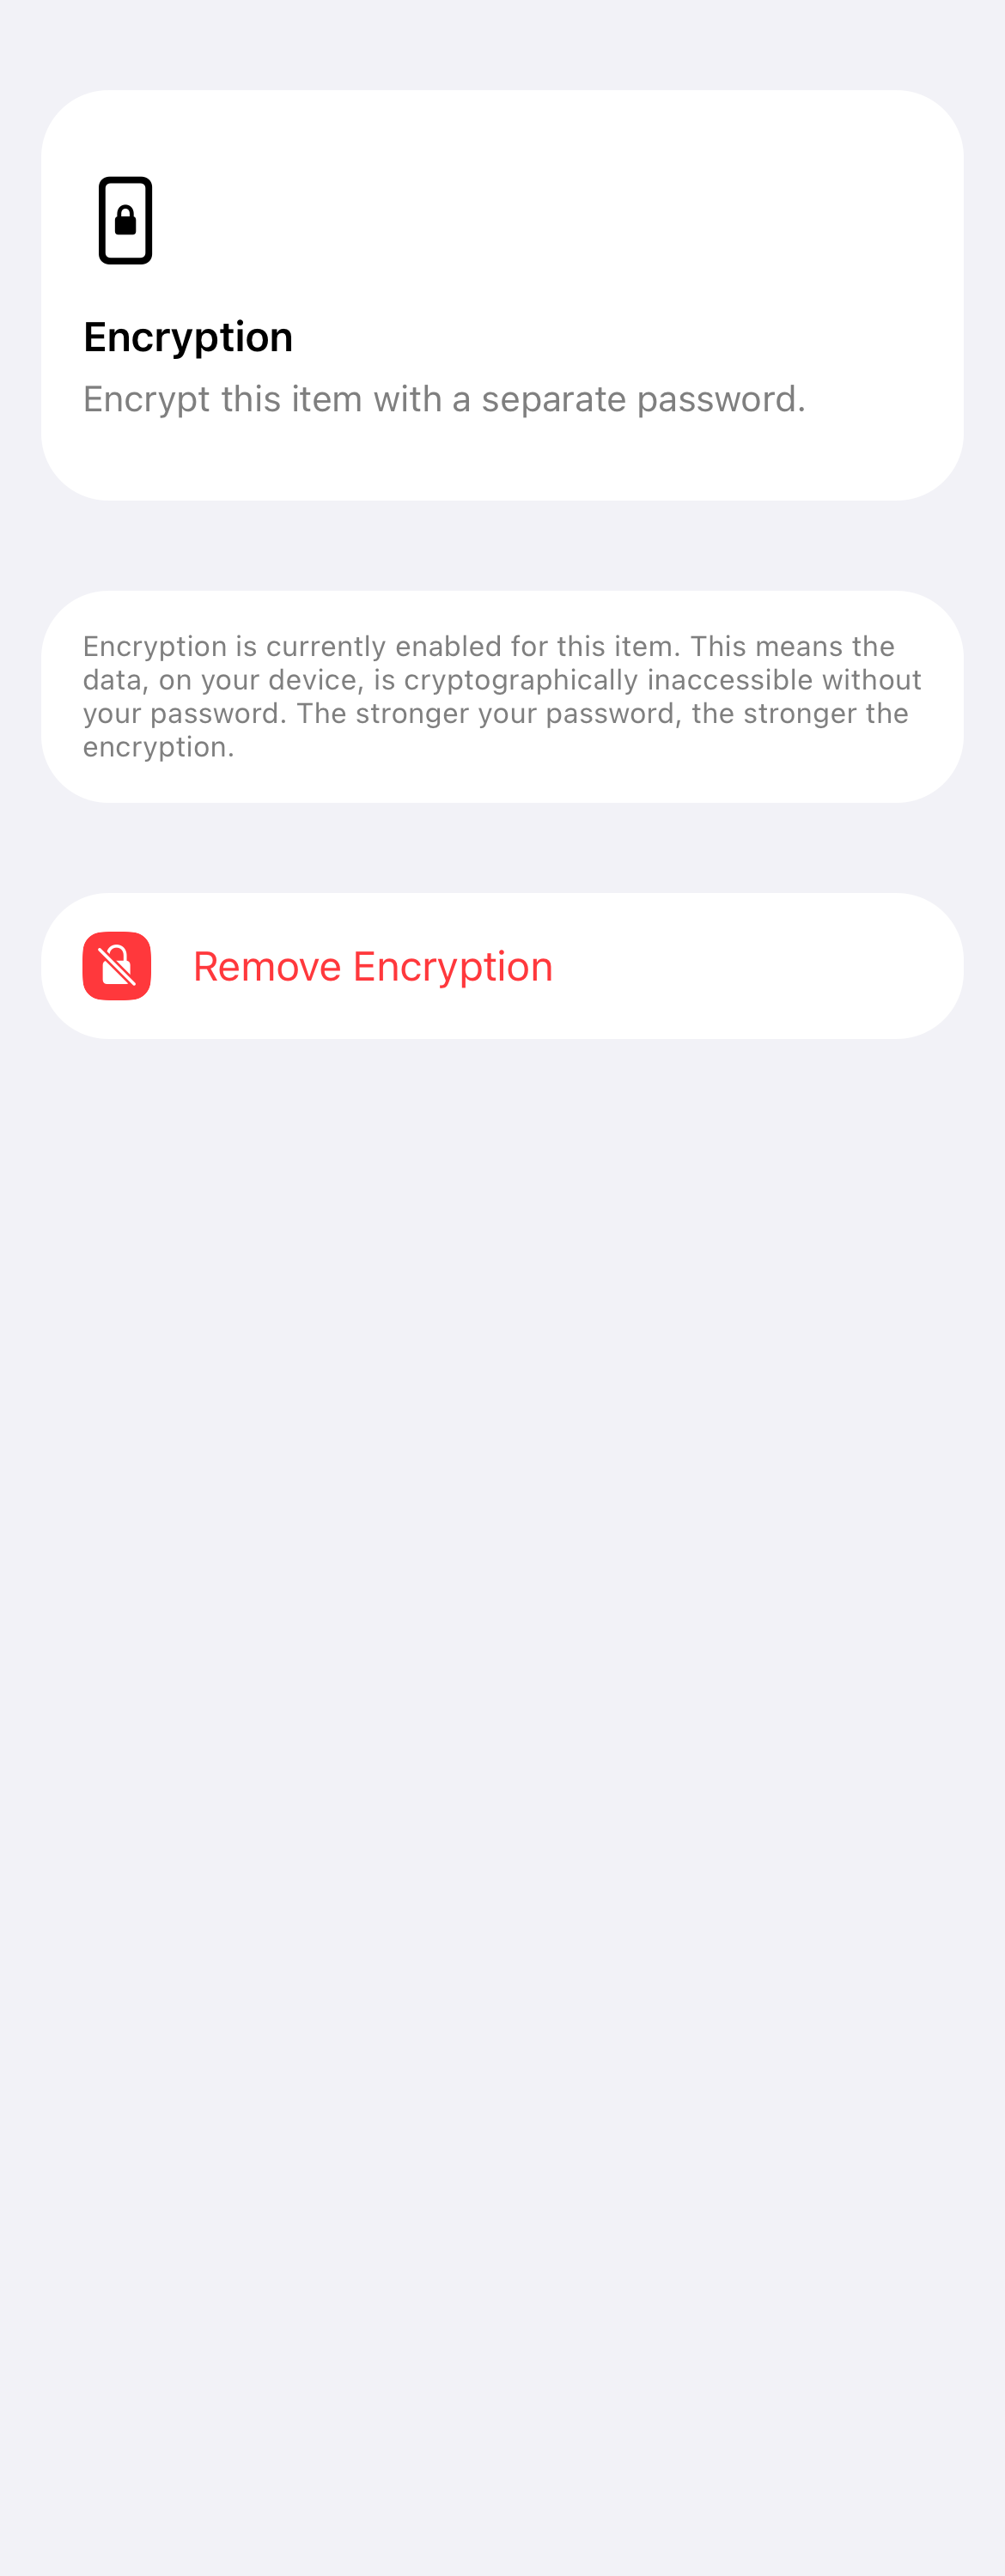 Encryption
Encrypt this item with a separate password.
Encryption is currently enabled for this item. This means the
data, on your device, is cryptographically inaccessible without
your password. The stronger your password, the stronger the
encryption.
Remove Encryption